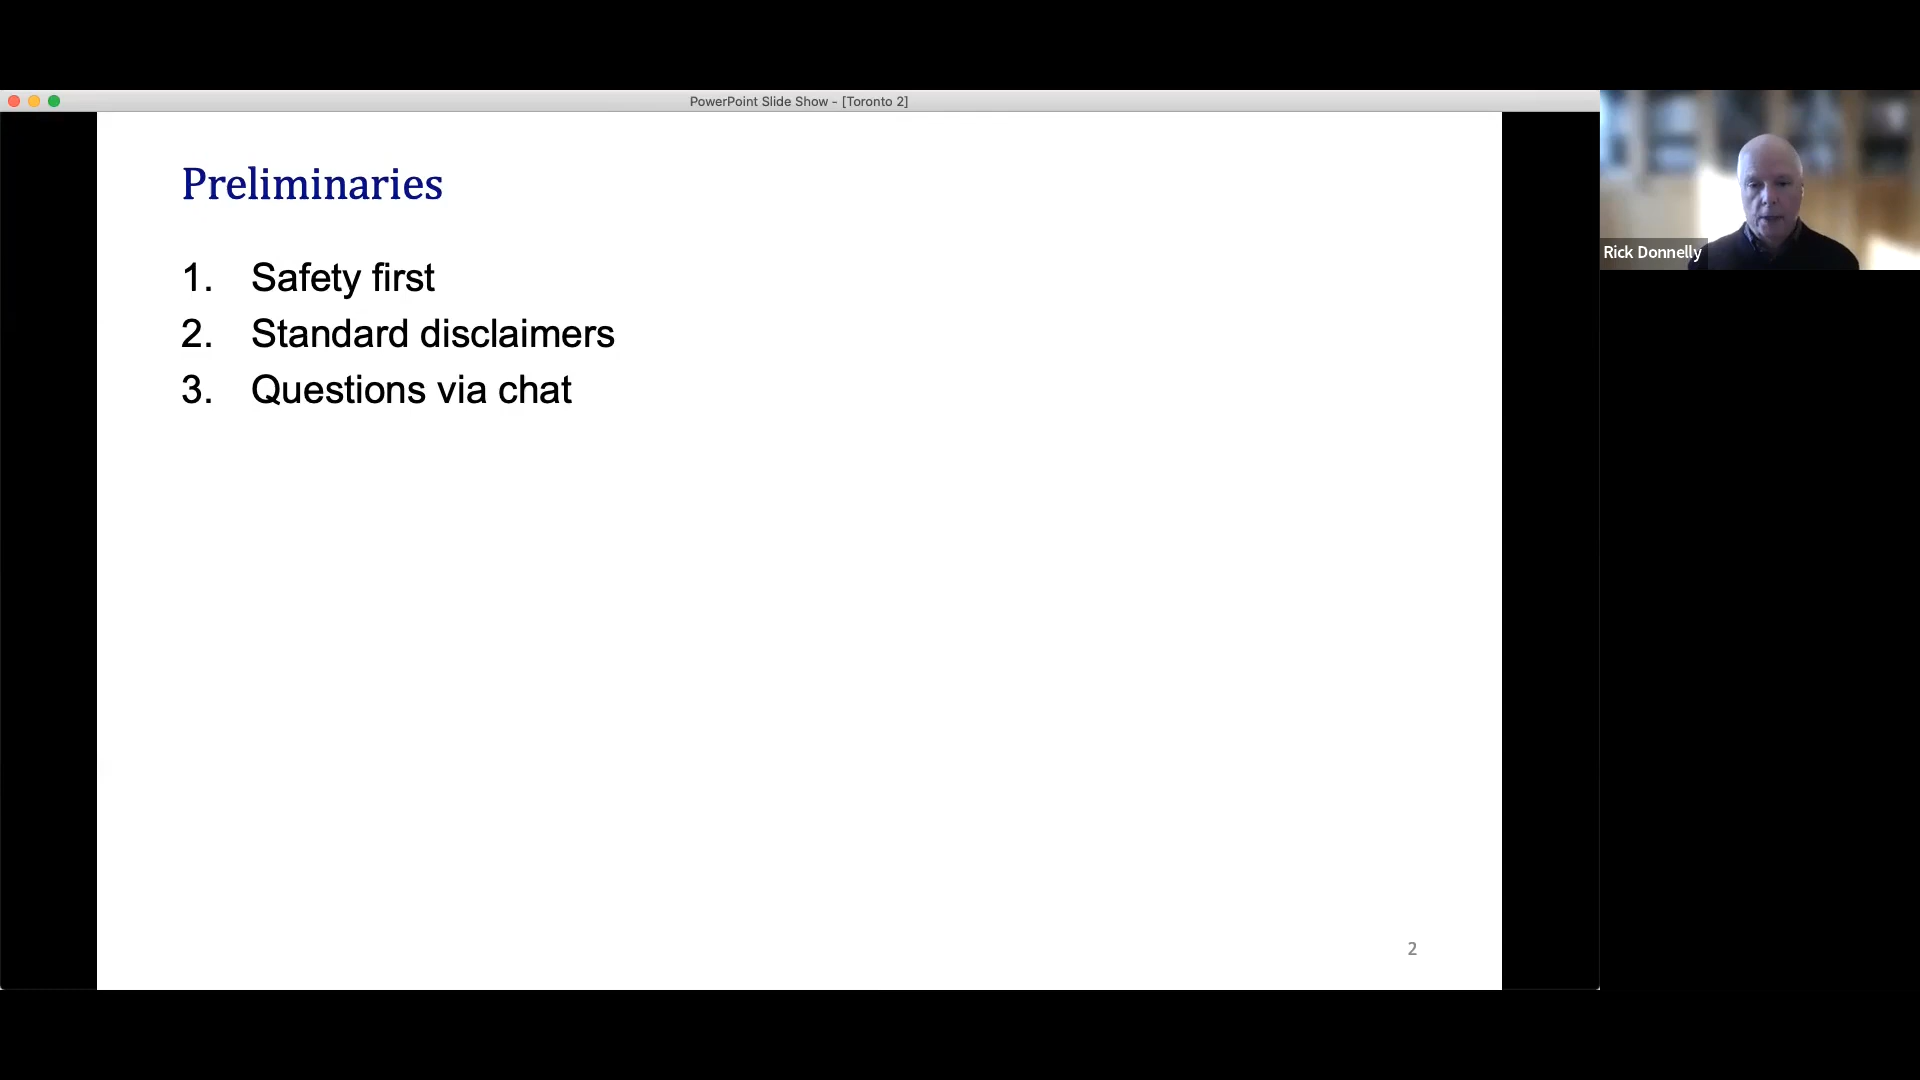 PowerPoint Slide Show - [Toronto 2]
Preliminaries
1. Safety first
2. Standard disclaimers
3. Questions via chat
2
Rick Donnelly